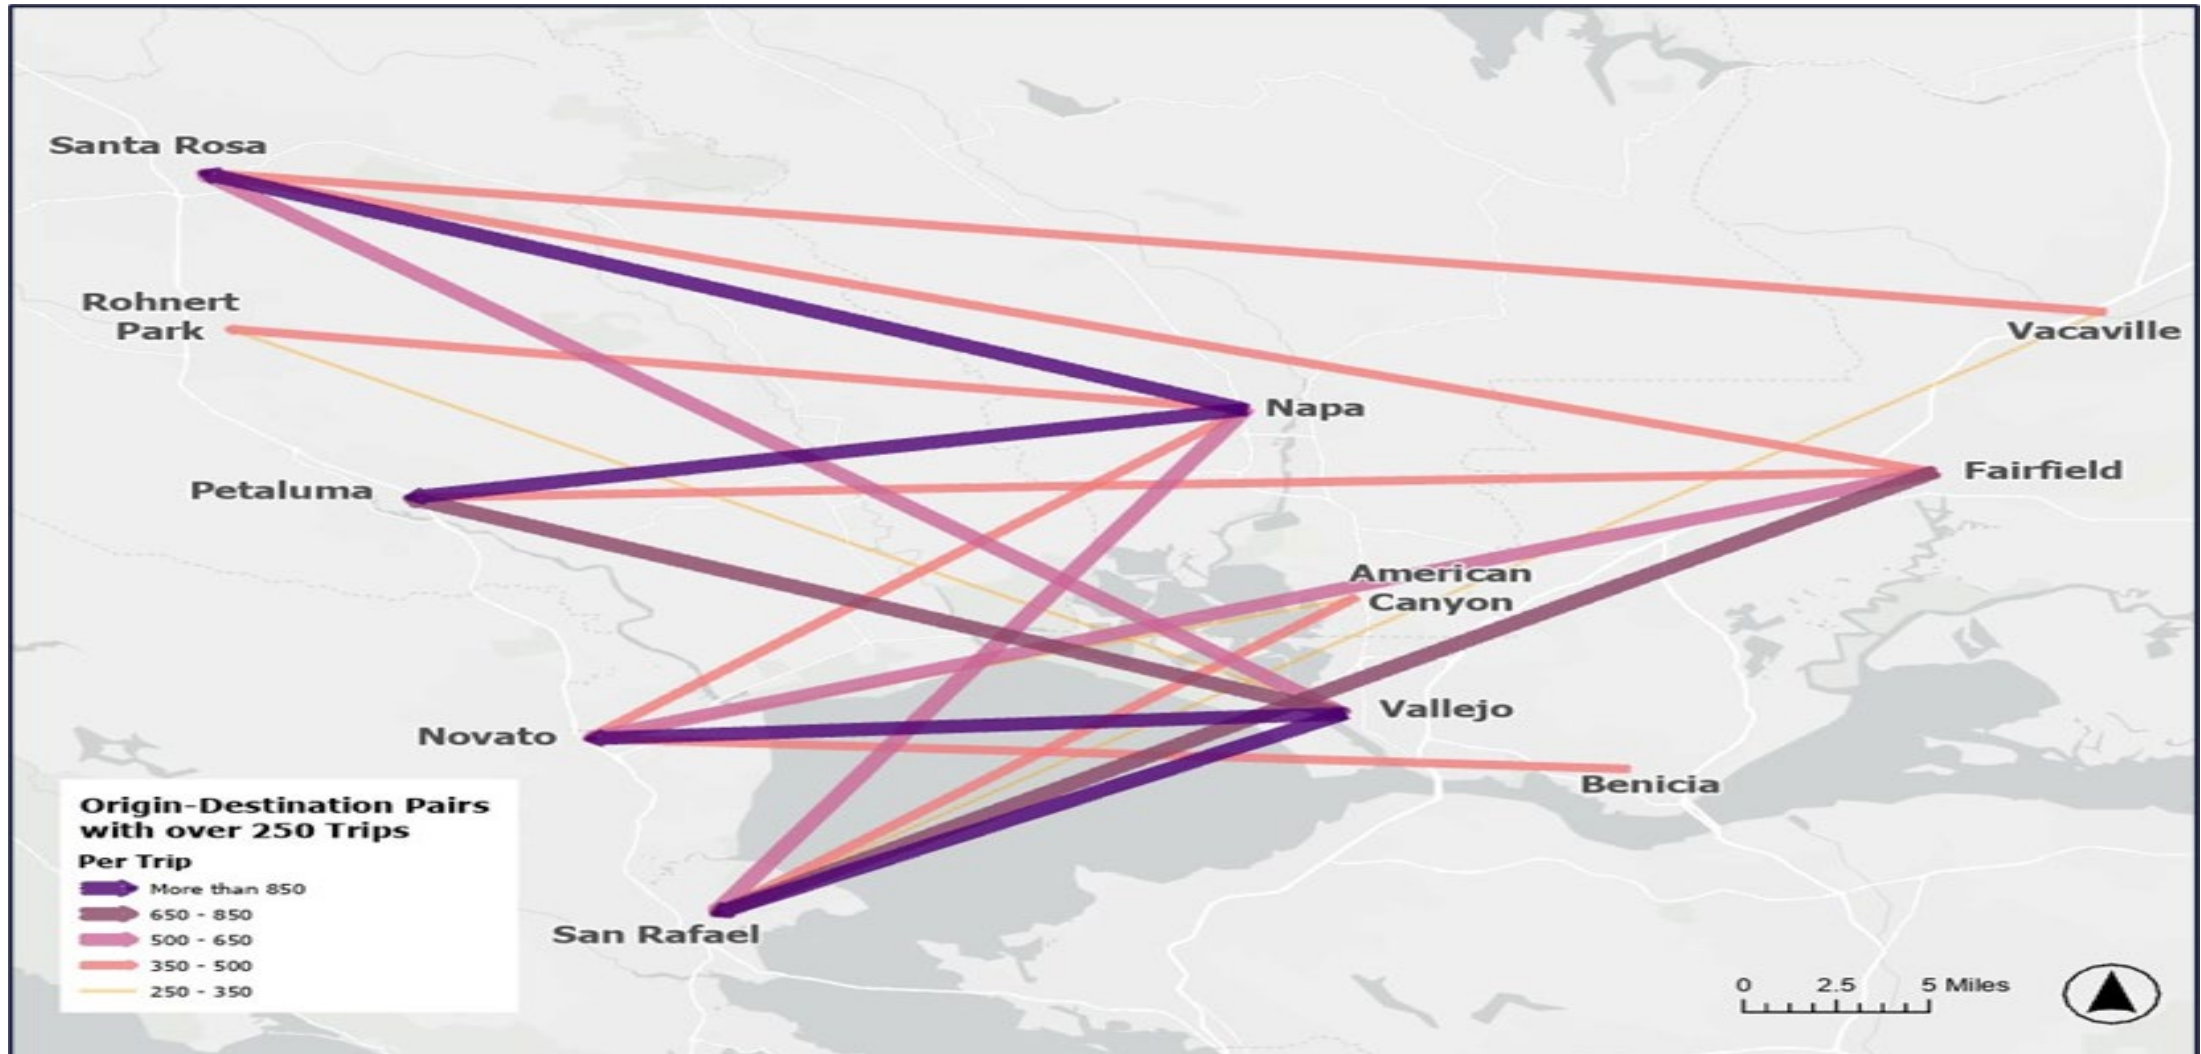 Santa Rosa
Rohnert
Park
Vacaville
Napa
Fairfield
Petaluma
American
Canyon
Vallejo
Novato
Benicia
San Rafael
Origin-Destination Pairs
with over 250 Trips
Per Trip
More than 850
650 - 850
500 - 650
350 - 500
250 - 350
0 2.5 5 Miles